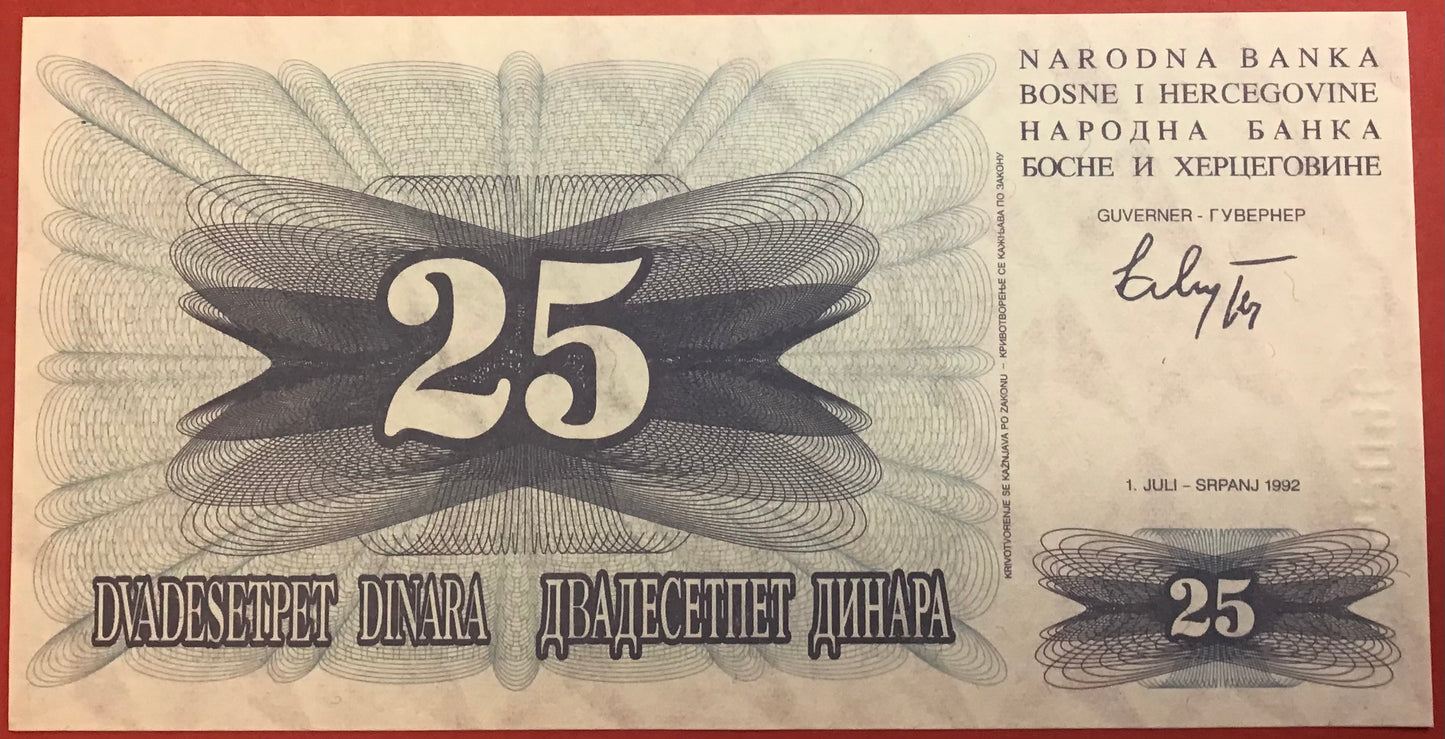 NARODNA BANKA
BOSNE I HERCEGOVINE
НАРОДНА БАНКА
БОСНЕ И ХЕРЦЕГОВИНЕ
GUVERNER - ГУВЕРНЕР
25
KRIVOTVORENJE SE KAZNJAVA PO ZAKONU – КРИВОТВОРЕЊЕ СЕ КАЖЊАВА ПО ЗАКОНУ
1. JULI – SRPANJ 1992
DVADESETPET DINARA ДВАДЕСЕТПЕТ ДИНАРА
25